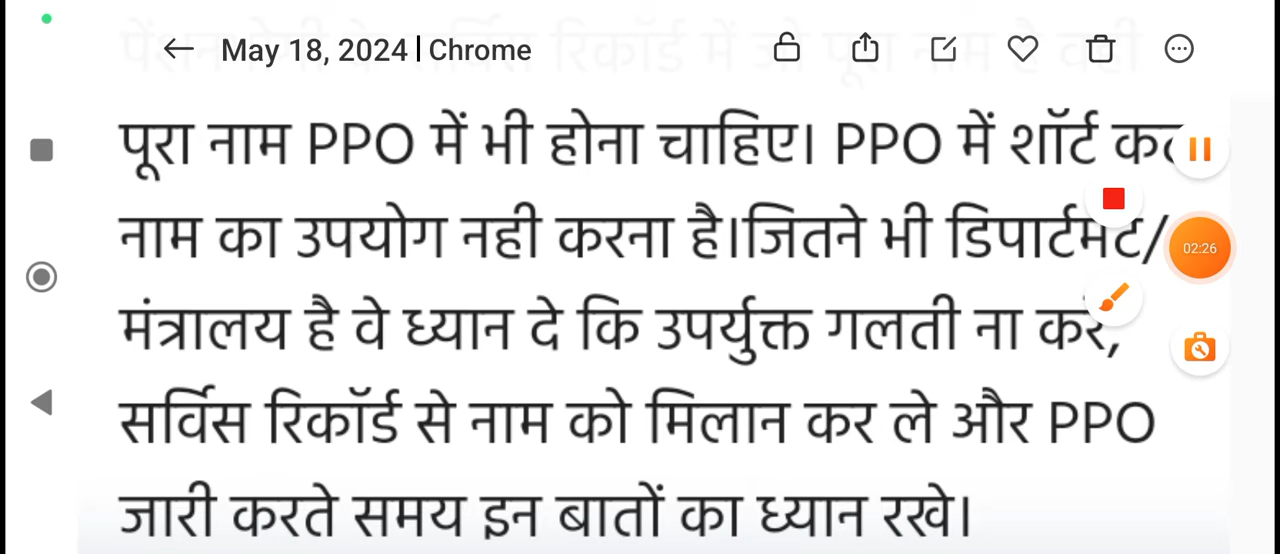 May 18, 2024 | Chrome
पूरा नाम PPO में भी होना चाहिए। PPO में शॉर्ट
नाम का उपयोग नही करना है।जितने भी डिपार्टमेंट/
02:26
मंत्रालय है वे ध्यान दे कि उपर्युक्त गलती ना करे,
सर्विस रिकॉर्ड से नाम को मिलान कर ले और PPO
जारी करते समय इन बातों का ध्यान रखे।